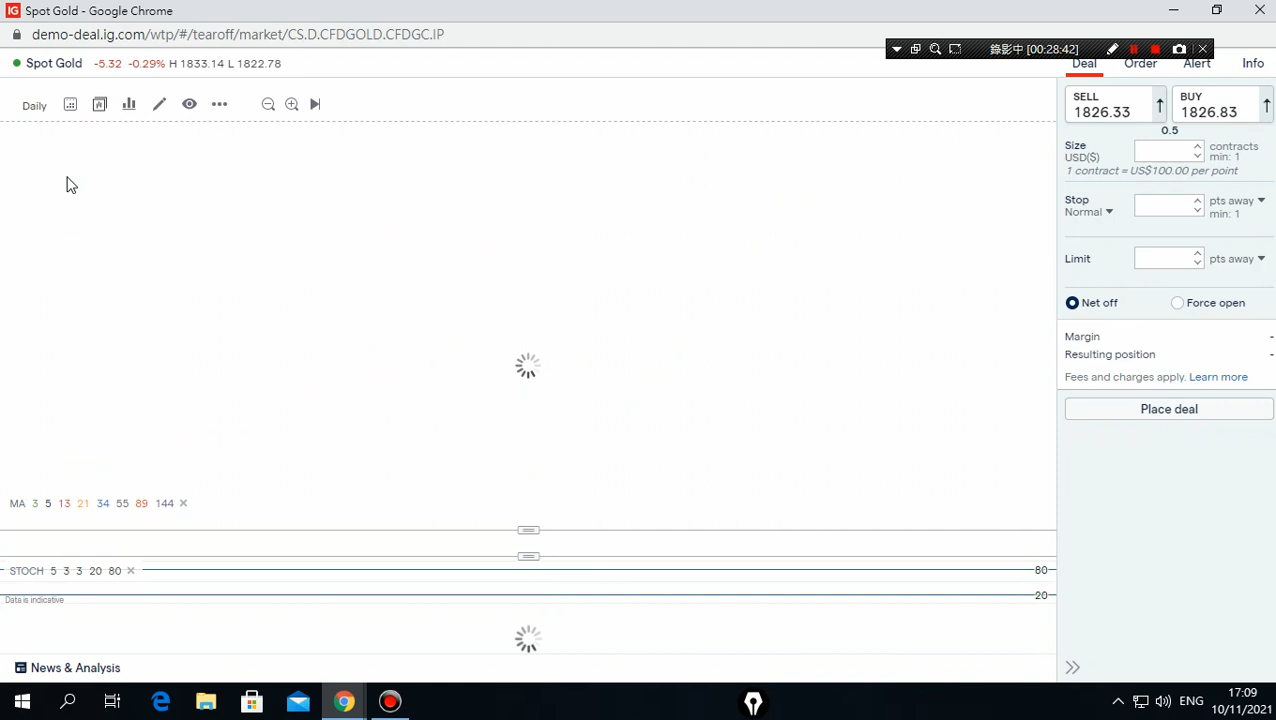 IG Spot Gold - Google Chrome
demo-deal.ig.com/wtp/#/tearoff/market/CS.D.CFDGOLD.CFDGC.IP
錄影中 [00:28:42]
Spot Gold -5.32 -0.29% H 1833.14 L 1822.78
Deal Order Alert Info
Daily
SELL
1826.33
BUY
1826.83
0.5
Size
USD($)
contracts
min: 1
1 contract = US$100.00 per point
Stop
Normal
pts away
min: 1
Limit
pts away
Net off
Force open
Margin -
Resulting position -
Fees and charges apply. Learn more
Place deal
MA 3 5 13 21 34 55 89 144
STOCH 5 3 3 20 80
80
20
Data is indicative
News & Analysis
ENG
17:09
10/11/2021